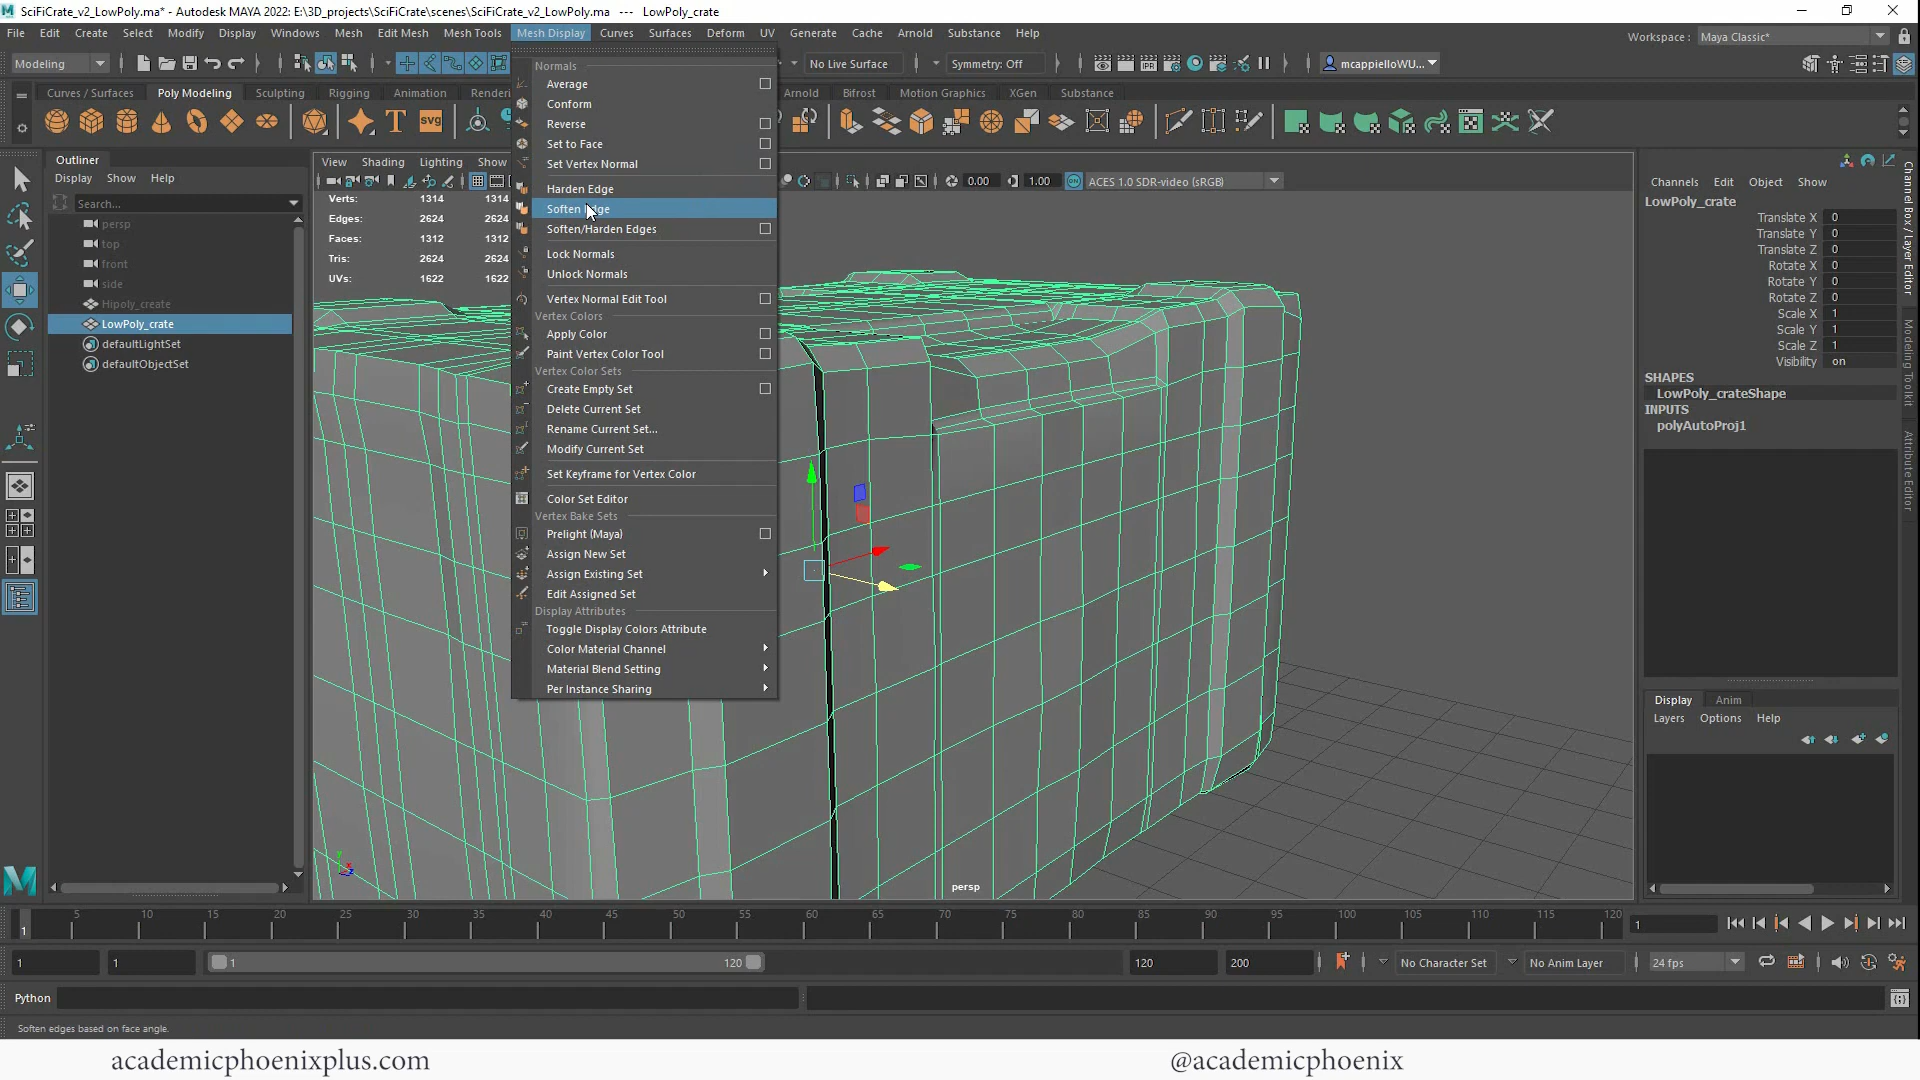 SciFiCrate_v2_LowPoly.ma* - Autodesk MAYA 2022: E:\3D_projects\SciFiCrate\scenes\SciFiCrate_v2_LowPoly.ma --- LowPoly_crate
File Edit Create Select Modify Display Windows Mesh Edit Mesh Mesh Tools Mesh Display Curves Surfaces Deform UV Generate Cache Arnold Substance Help
Workspace : Maya Classic*
Modeling
No Live Surface
Symmetry: Off
mcappielloWU...
Curves / Surfaces Poly Modeling Sculpting Rigging Animation Renderi
Arnold Bifrost Motion Graphics XGen Substance
SVG
Outliner
Display Show Help
Search...
persp
top
front
side
Hipoly_create
LowPoly_crate
defaultLightSet
defaultObjectSet
View Shading Lighting Show
0.00 1.00 ACES 1.0 SDR-video (sRGB)
Verts: 1314 1314
Edges: 2624 2624
Faces: 1312 1312
Tris: 2624 2624
UVs: 1622 1622
Normals
Average
Conform
Reverse
Set to Face
Set Vertex Normal
Harden Edge
Soften Edge
Soften/Harden Edges
Lock Normals
Unlock Normals
Vertex Normal Edit Tool
Vertex Colors
Apply Color
Paint Vertex Color Tool
Vertex Color Sets
Create Empty Set
Delete Current Set
Rename Current Set...
Modify Current Set
Set Keyframe for Vertex Color
Color Set Editor
Vertex Bake Sets
Prelight (Maya)
Assign New Set
Assign Existing Set
Edit Assigned Set
Display Attributes
Toggle Display Colors Attribute
Color Material Channel
Material Blend Setting
Per Instance Sharing
persp
Channels Edit Object Show
LowPoly_crate
Translate X 0
Translate Y 0
Translate Z 0
Rotate X 0
Rotate Y 0
Rotate Z 0
Scale X 1
Scale Y 1
Scale Z 1
Visibility on
SHAPES
LowPoly_crateShape
INPUTS
polyAutoProj1
Channel Box / Layer Editor
Modeling Toolkit
Attribute Editor
Display Anim
Layers Options Help
5 10 15 20 25 30 35 40 45 50 55 60 65 70 75 80 85 90 95 100 105 110 115 120
1
1
1 1 1 120 120 200 No Character Set No Anim Layer 24 fps
Python
Soften edges based on face angle.
academicphoenixplus.com
@academicphoenix